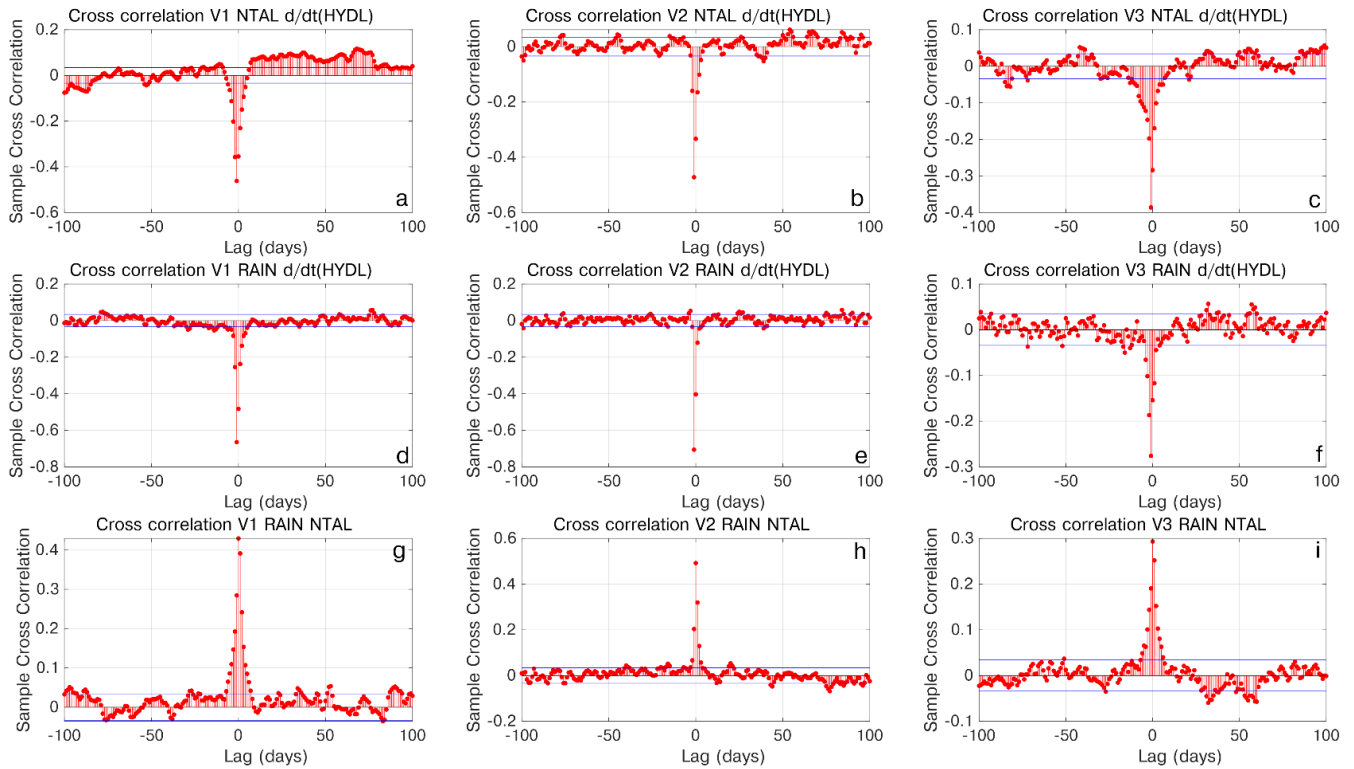 Cross correlation V1 NTAL d/dt(HYDL)
Sample Cross Correlation
0.2
0
-0.2
-0.4
-0.6
-100
-50
0
50
100
Lag (days)
a
Cross correlation V2 NTAL d/dt(HYDL)
Sample Cross Correlation
0
-0.2
-0.4
-0.6
-100
-50
0
50
100
Lag (days)
b
Cross correlation V3 NTAL d/dt(HYDL)
Sample Cross Correlation
0.1
0
-0.1
-0.2
-0.3
-0.4
-100
-50
0
50
100
Lag (days)
c
Cross correlation V1 RAIN d/dt(HYDL)
Sample Cross Correlation
0.2
0
-0.2
-0.4
-0.6
-0.8
-100
-50
0
50
100
Lag (days)
d
Cross correlation V2 RAIN d/dt(HYDL)
Sample Cross Correlation
0.2
0
-0.2
-0.4
-0.6
-0.8
-100
-50
0
50
100
Lag (days)
e
Cross correlation V3 RAIN d/dt(HYDL)
Sample Cross Correlation
0.1
0
-0.1
-0.2
-0.3
-100
-50
0
50
100
Lag (days)
f
Cross correlation V1 RAIN NTAL
Sample Cross Correlation
0.4
0.3
0.2
0.1
0
-100
-50
0
50
100
Lag (days)
g
Cross correlation V2 RAIN NTAL
Sample Cross Correlation
0.6
0.4
0.2
0
-0.2
-100
-50
0
50
100
Lag (days)
h
Cross correlation V3 RAIN NTAL
Sample Cross Correlation
0.3
0.2
0.1
0
-0.1
-100
-50
0
50
100
Lag (days)
i